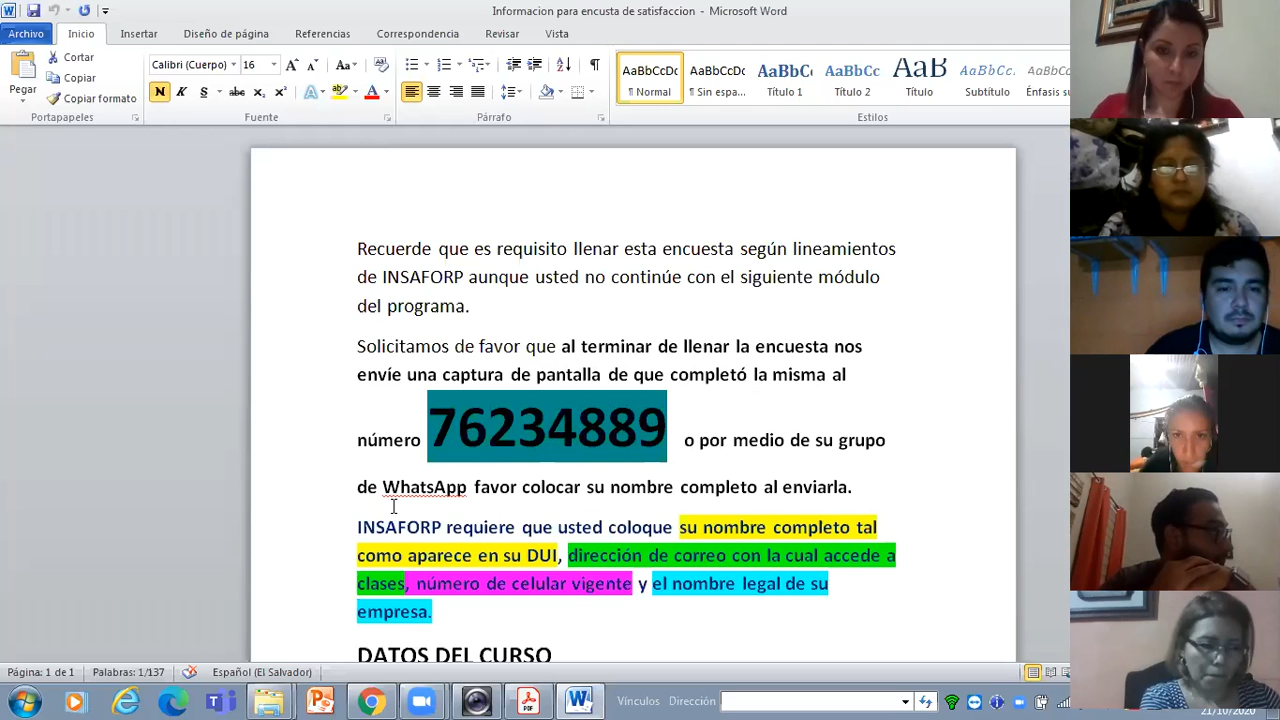 Informacion para encusta de satisfaccion - Microsoft Word
Archivo Inicio Insertar Diseño de página Referencias Correspondencia Revisar Vista
Pegar
Cortar
Copiar
Copiar formato
Calibri (Cuerpo) 16
Portapapeles Fuente Párrafo Estilos
AaBbCcDc ¶ Normal
AaBbCcDc ¶ Sin espa...
AaBbC Título 1
AaBbCc Título 2
AaB Título
AaBbCc. Subtítulo
AaBbCcDc Énfasis su
Recuerde que es requisito llenar esta encuesta según lineamientos
de INSAFORP aunque usted no continúe con el siguiente módulo
del programa.
Solicitamos de favor que al terminar de llenar la encuesta nos
envíe una captura de pantalla de que completó la misma al
número 76234889 o por medio de su grupo
de WhatsApp favor colocar su nombre completo al enviarla.
INSAFORP requiere que usted coloque su nombre completo tal
como aparece en su DUI, dirección de correo con la cual accede a
clases, número de celular vigente y el nombre legal de su
empresa.
DATOS DEL CURSO
Página: 1 de 1 Palabras: 1/137 Español (El Salvador)
Vínculos Dirección
21/10/2020